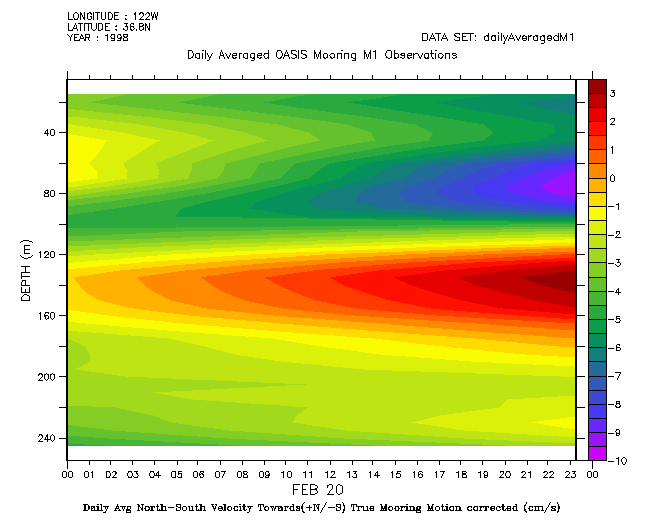 LONGITUDE : 122W
LATITUDE : 36.8N
YEAR : 1998
DATA SET: dailyAveragedM1
Daily Averaged OASIS Mooring M1 Observations
40
80
120
160
200
240
DEPTH (m)
3
2
1
0
-1
-2
-3
-4
-5
-6
-7
-8
-9
-10
00 01 02 03 04 05 06 07 08 09 10 11 12 13 14 15 16 17 18 19 20 21 22 23 00
FEB 20
Daily Avg North-South Velocity Towards(+N/-S) True Mooring Motion corrected (cm/s)